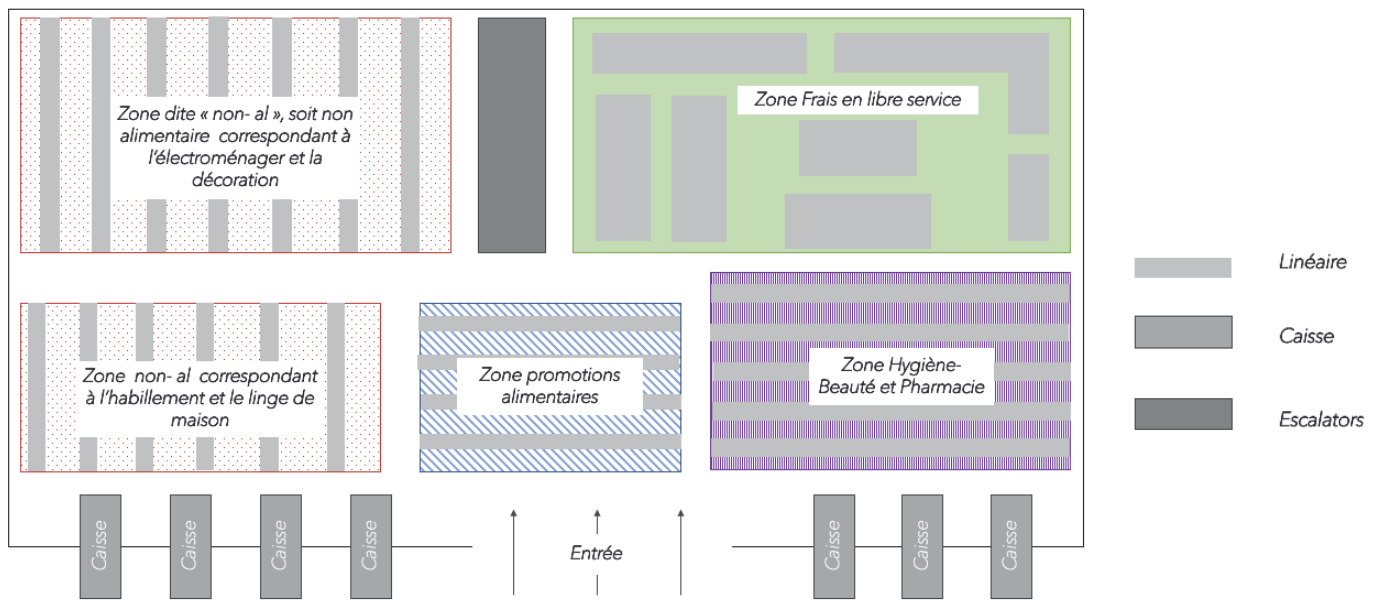 Zone dite « non- al », soit non
alimentaire correspondant à
l'électroménager et la
décoration
Zone Frais en libre service
Linéaire
Caisse
Escalators
Zone non- al correspondant
à l'habillement et le linge de
maison
Zone promotions
alimentaires
Zone Hygiène-
Beauté et Pharmacie
Caisse
Caisse
Caisse
Caisse
Entrée
Caisse
Caisse
Caisse